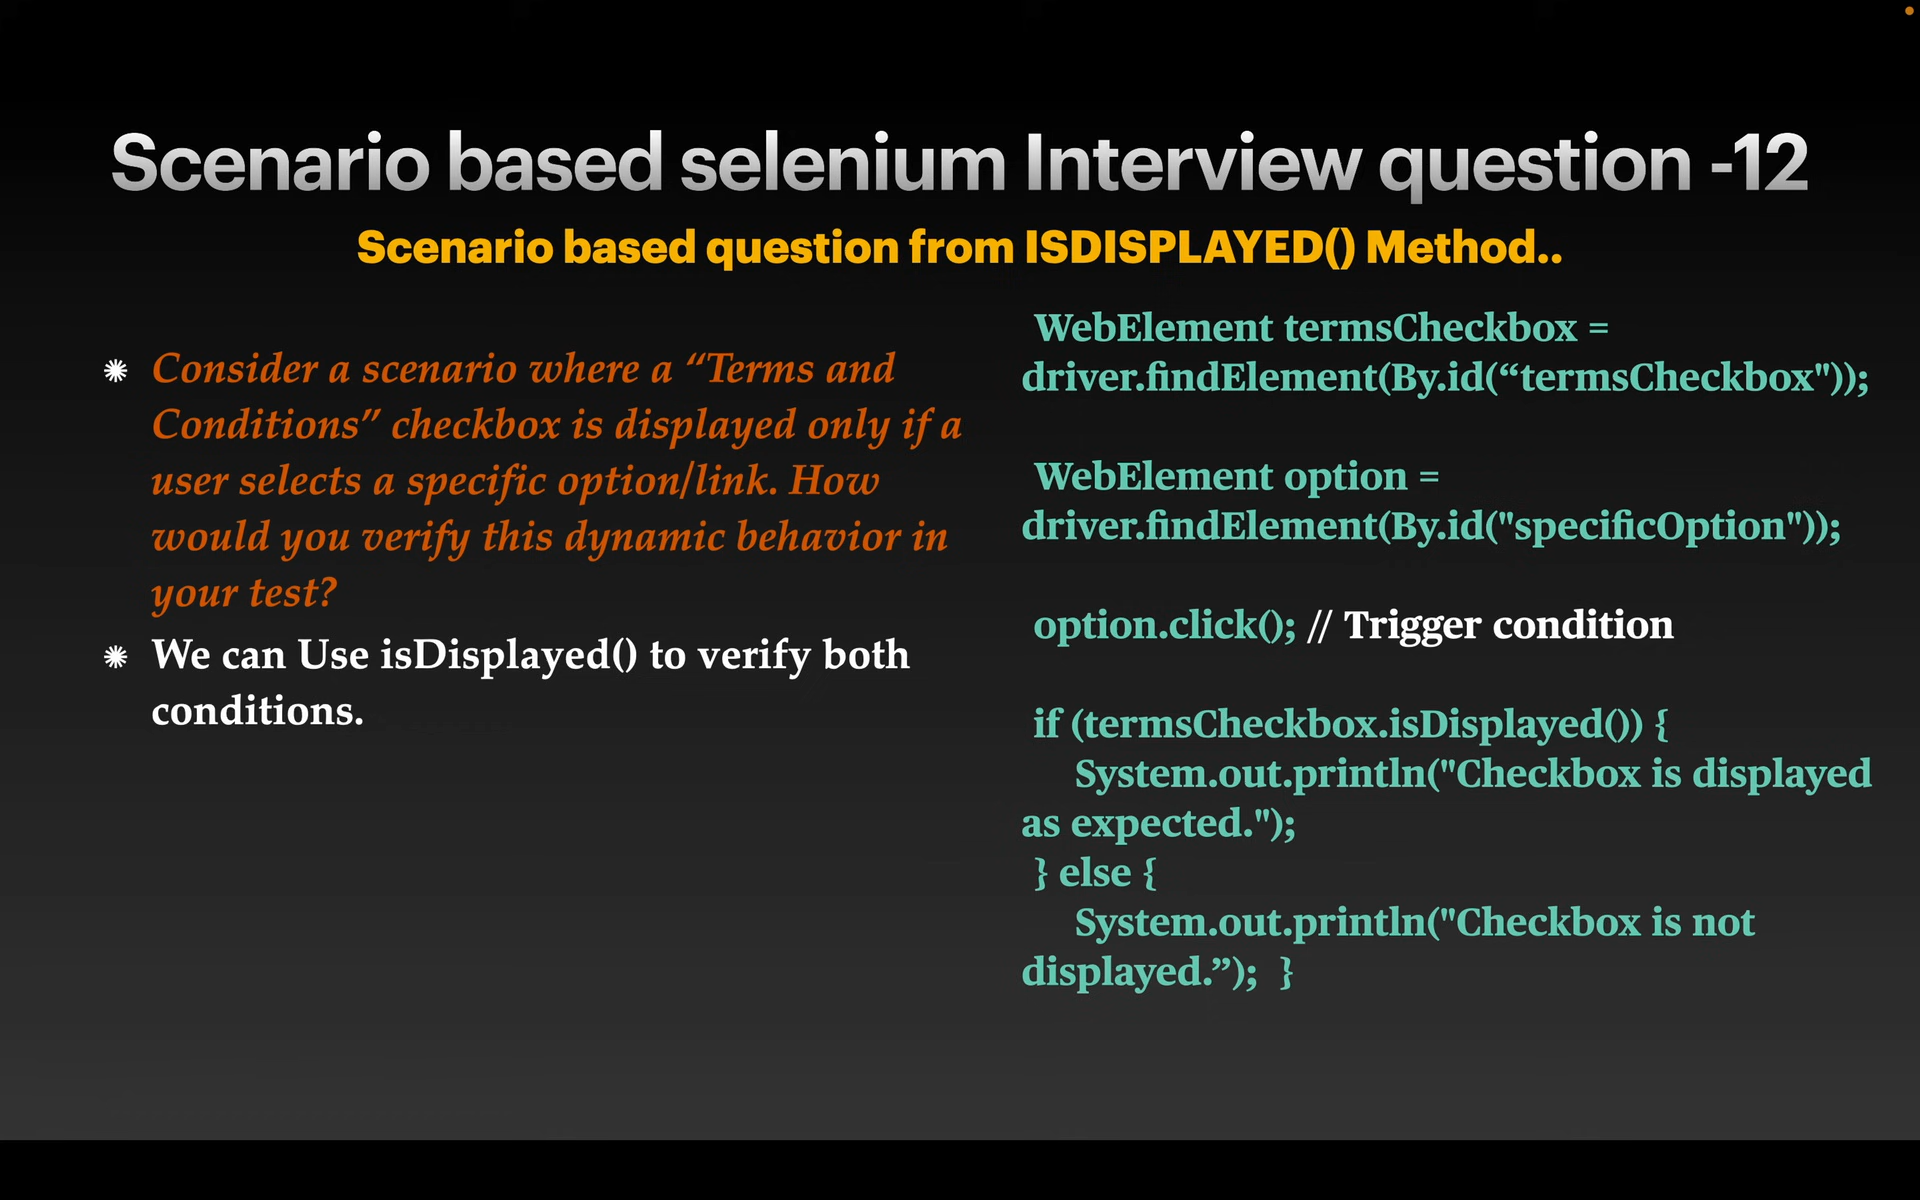 Scenario based selenium Interview question -12
Scenario based question from ISDISPLAYED() Method..
Consider a scenario where a “Terms and
Conditions” checkbox is displayed only if a
user selects a specific option/link. How
would you verify this dynamic behavior in
your test?
We can Use isDisplayed() to verify both
conditions.
WebElement termsCheckbox =
driver.findElement(By.id(“termsCheckbox"));
WebElement option =
driver.findElement(By.id("specificOption"));
option.click(); // Trigger condition
if (termsCheckbox.isDisplayed()) {
System.out.println("Checkbox is displayed
as expected.");
} else {
System.out.println("Checkbox is not
displayed.”); }